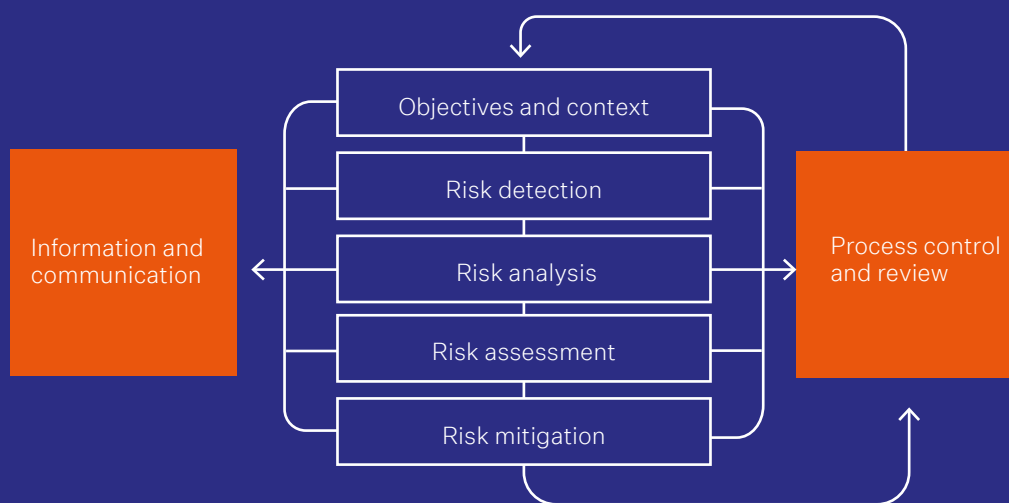 Objectives and context
Risk detection
Risk analysis
Risk assessment
Risk mitigation
Information and
communication
Process control
and review